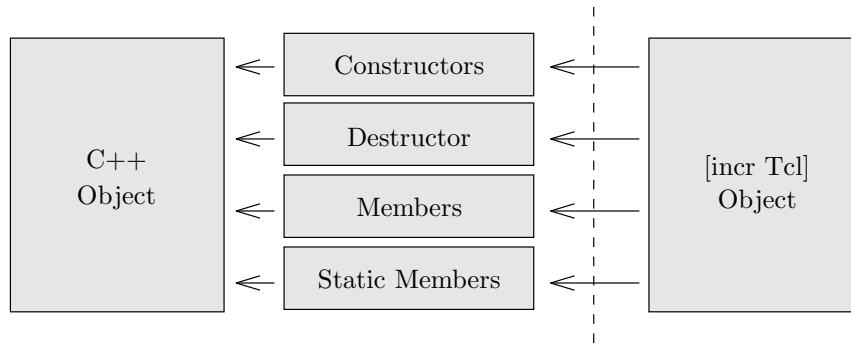 C++
Object
Constructors
Destructor
Members
Static Members
[incr Tcl]
Object